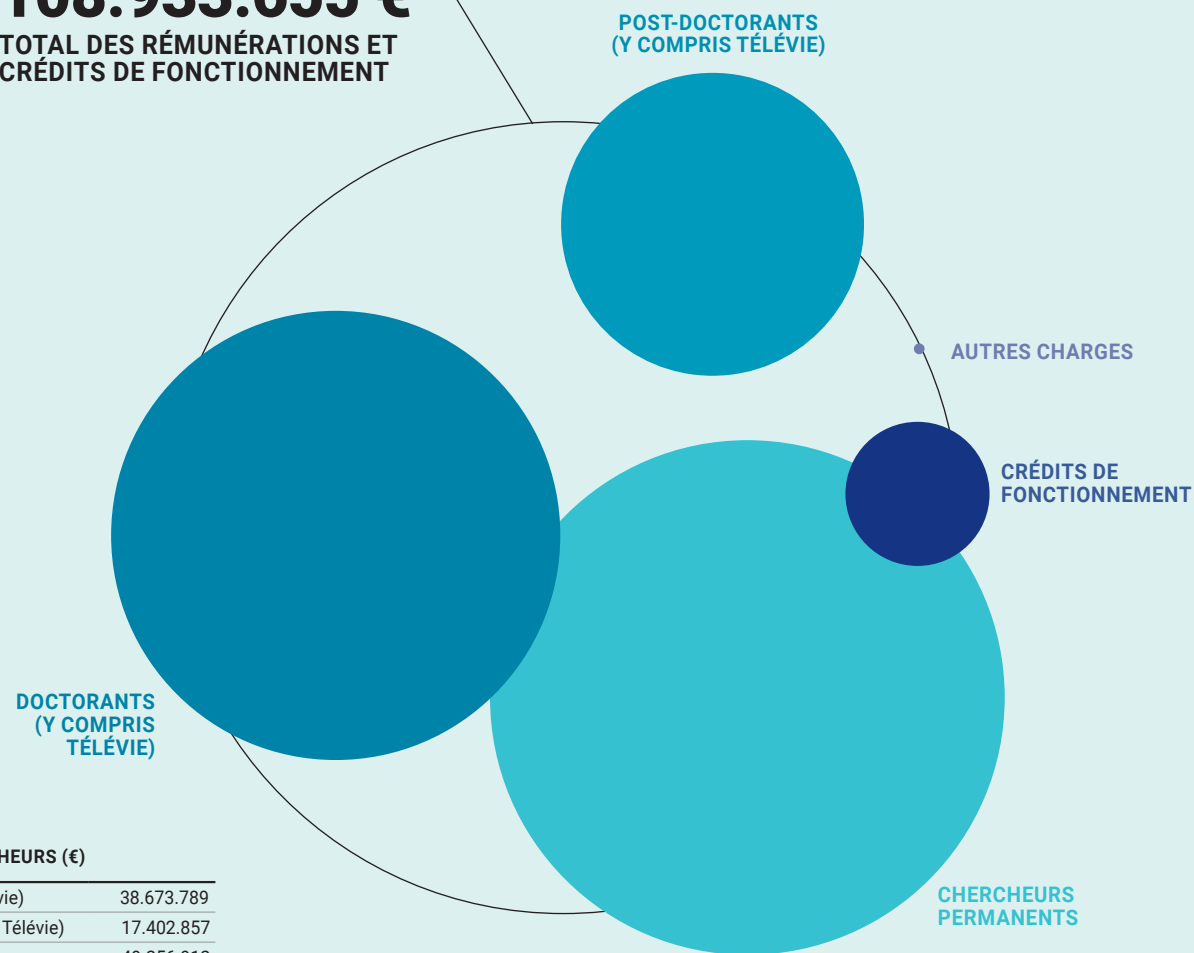 TOTAL DES RÉMUNÉRATIONS ET
CRÉDITS DE FONCTIONNEMENT
POST-DOCTORANTS
(Y COMPRIS TÉLÉVIE)
AUTRES CHARGES
CRÉDITS DE
FONCTIONNEMENT
DOCTORANTS
(Y COMPRIS
TÉLÉVIE)
CHERCHEURS
PERMANENTS
HEURS (€)
vie) 38.673.789
Télévie) 17.402.857